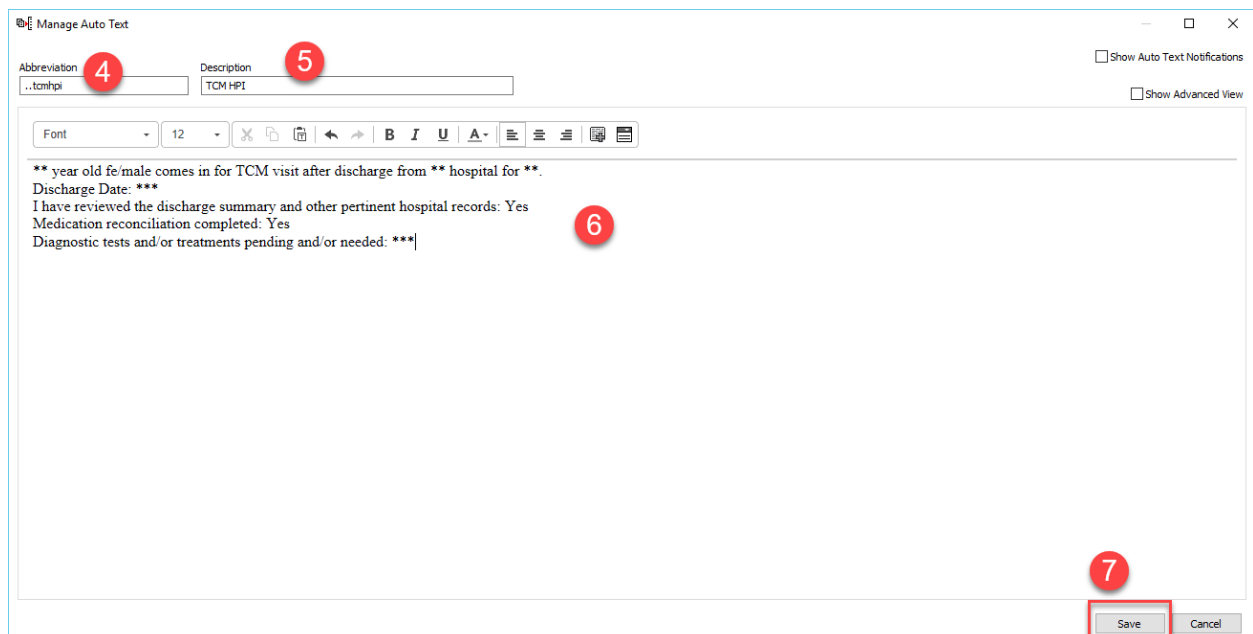 Manage Auto Text
Abbreviation
4
Description
5
Show Auto Text Notifications
..tcmhpi
TCM HPI
Show Advanced View
Font
12
B I U A
** year old fe/male comes in for TCM visit after discharge from ** hospital for **.
Discharge Date: ***
I have reviewed the discharge summary and other pertinent hospital records: Yes
Medication reconciliation completed: Yes
6
Diagnostic tests and/or treatments pending and/or needed: ***
7
Save
Cancel